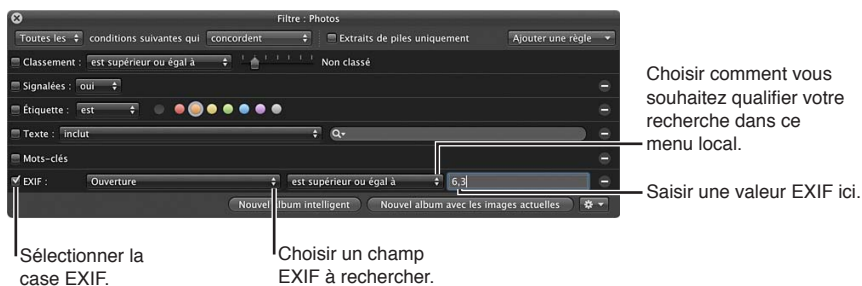 Filtre : Photos
Toutes les conditions suivantes qui concordent Extraits de piles uniquement Ajouter une règle
Classement : est supérieur ou égal à Non classé
Signalées : oui
Étiquette : est
Texte : inclut
Mots-clés
EXIF : Ouverture est supérieur ou égal à 6,3
Nouvel album intelligent Nouvel album avec les images actuelles
Choisir comment vous
souhaitez qualifier votre
recherche dans ce
menu local.
Saisir une valeur EXIF ici.
Sélectionner la
case EXIF.
Choisir un champ
EXIF à rechercher.